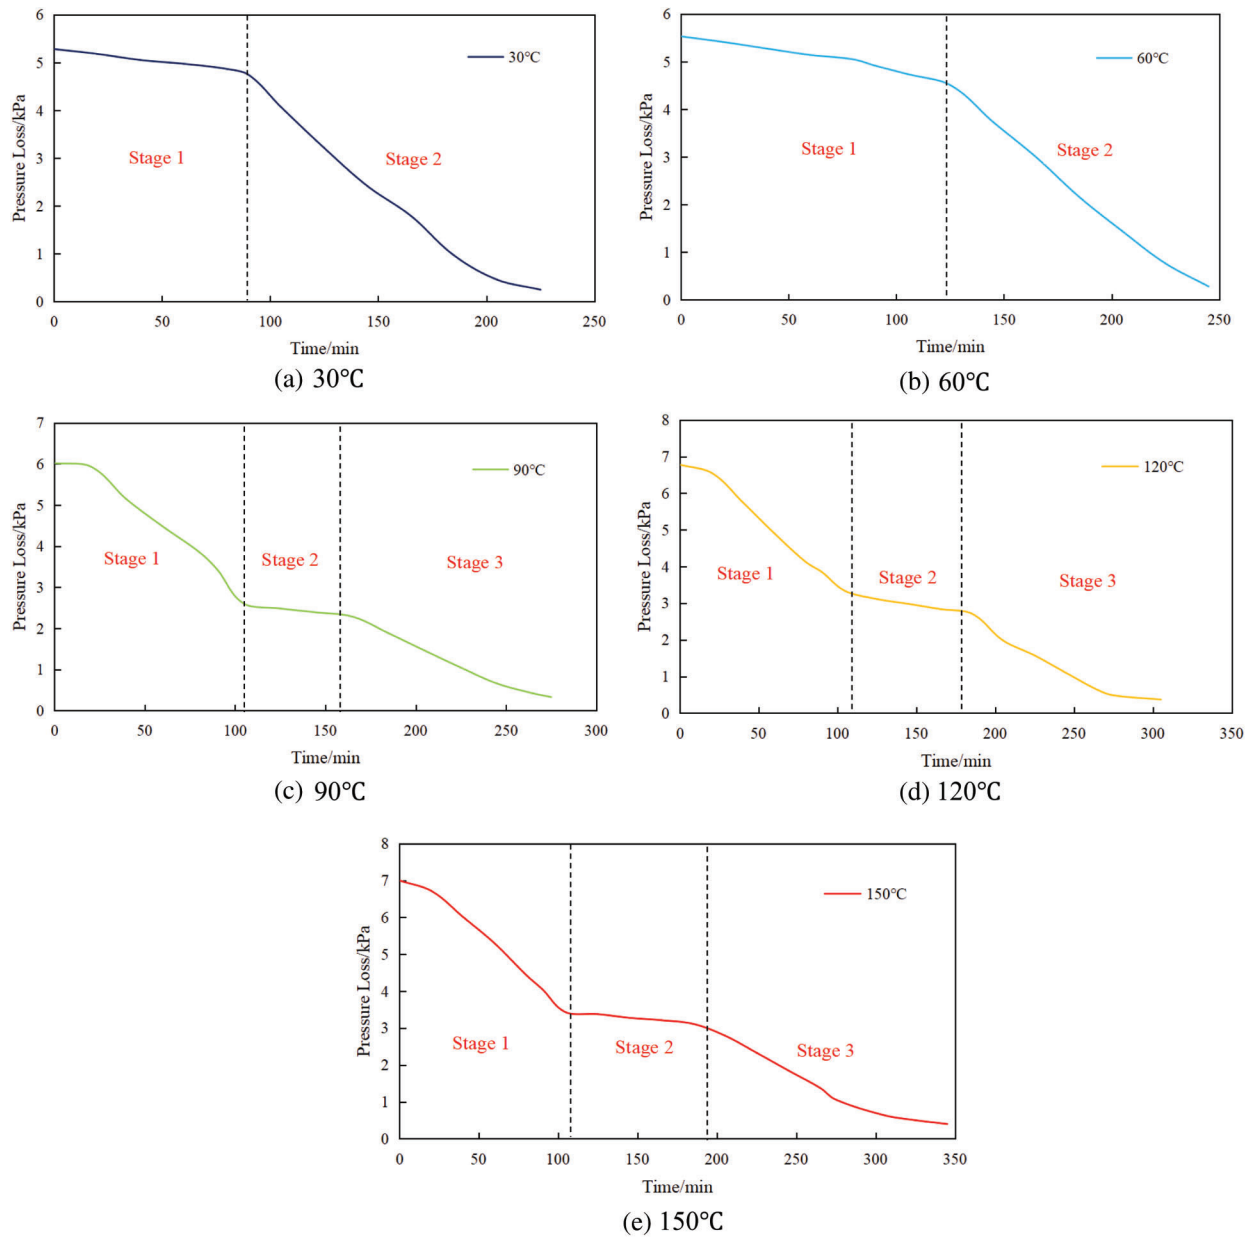 6
5
4
3
2
1
0
Pressure Loss/kPa
30℃
Stage 1
Stage 2
0 50 100 150 200 250
Time/min
(a) 30℃
6
5
4
3
2
1
0
Pressure Loss/kPa
60℃
Stage 1
Stage 2
0 50 100 150 200 250
Time/min
(b) 60℃
7
6
5
4
3
2
1
0
Pressure Loss/kPa
90℃
Stage 1
Stage 2
Stage 3
0 50 100 150 200 250 300
Time/min
(c) 90℃
8
7
6
5
4
3
2
1
0
Pressure Loss/kPa
120℃
Stage 1
Stage 2
Stage 3
0 50 100 150 200 250 300 350
Time/min
(d) 120℃
8
7
6
5
4
3
2
1
0
Pressure Loss/kPa
150℃
Stage 1
Stage 2
Stage 3
0 50 100 150 200 250 300 350
Time/min
(e) 150℃